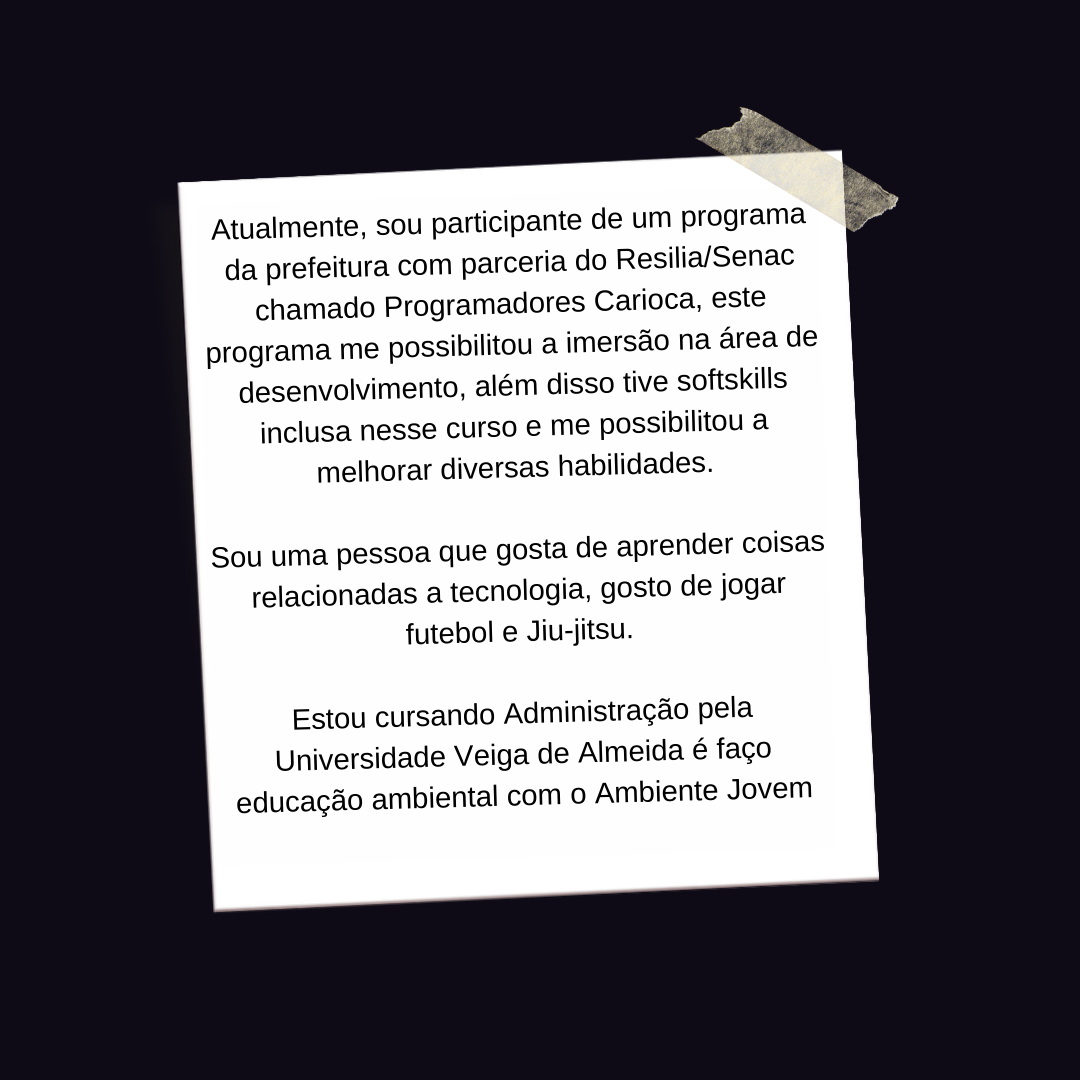 Atualmente, sou participante de um programa
da prefeitura com parceria do Resilia/Senac
chamado Programadores Carioca, este
programa me possibilitou a imersão na área de
desenvolvimento, além disso tive softskills
inclusa nesse curso e me possibilitou a
melhorar diversas habilidades.
Sou uma pessoa que gosta de aprender coisas
relacionadas a tecnologia, gosto de jogar
futebol e Jiu-jitsu.
Estou cursando Administração pela
Universidade Veiga de Almeida é faço
educação ambiental com o Ambiente Jovem